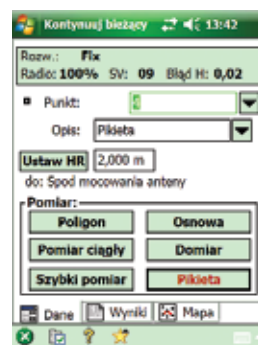 Kontynuuj bieżący 13:42
Rozw.: Fix
Radio: 100% SV: 09 Błąd H: 0,02
Punkt:
Opis: Pikieta
Ustaw HR 2,000 m
do: Spod mocowania anteny
Pomiar:
Poligon Osnowa
Pomiar ciągły Domiar
Szybki pomiar Pikieta
Dane Wyniki Mapa